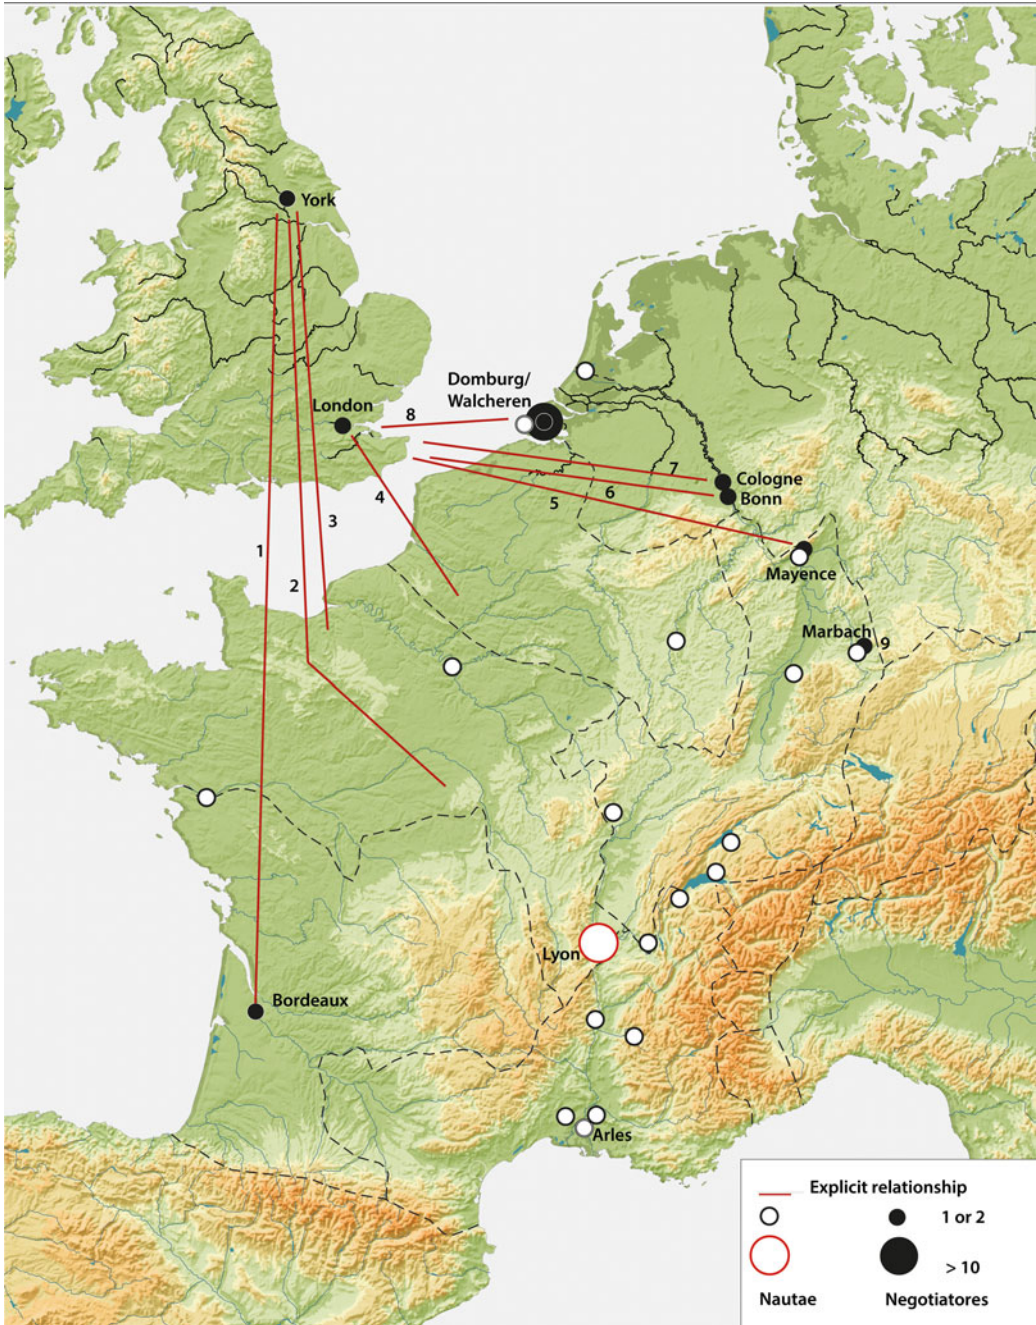 York
Domburg/
Walcheren
London
8
7
Cologne
6
Bonn
5
4
3
1
2
Mayence
Marbach
9
Lyon
Bordeaux
Arles
Explicit relationship
1 or 2
> 10
Nautae
Negotiatores